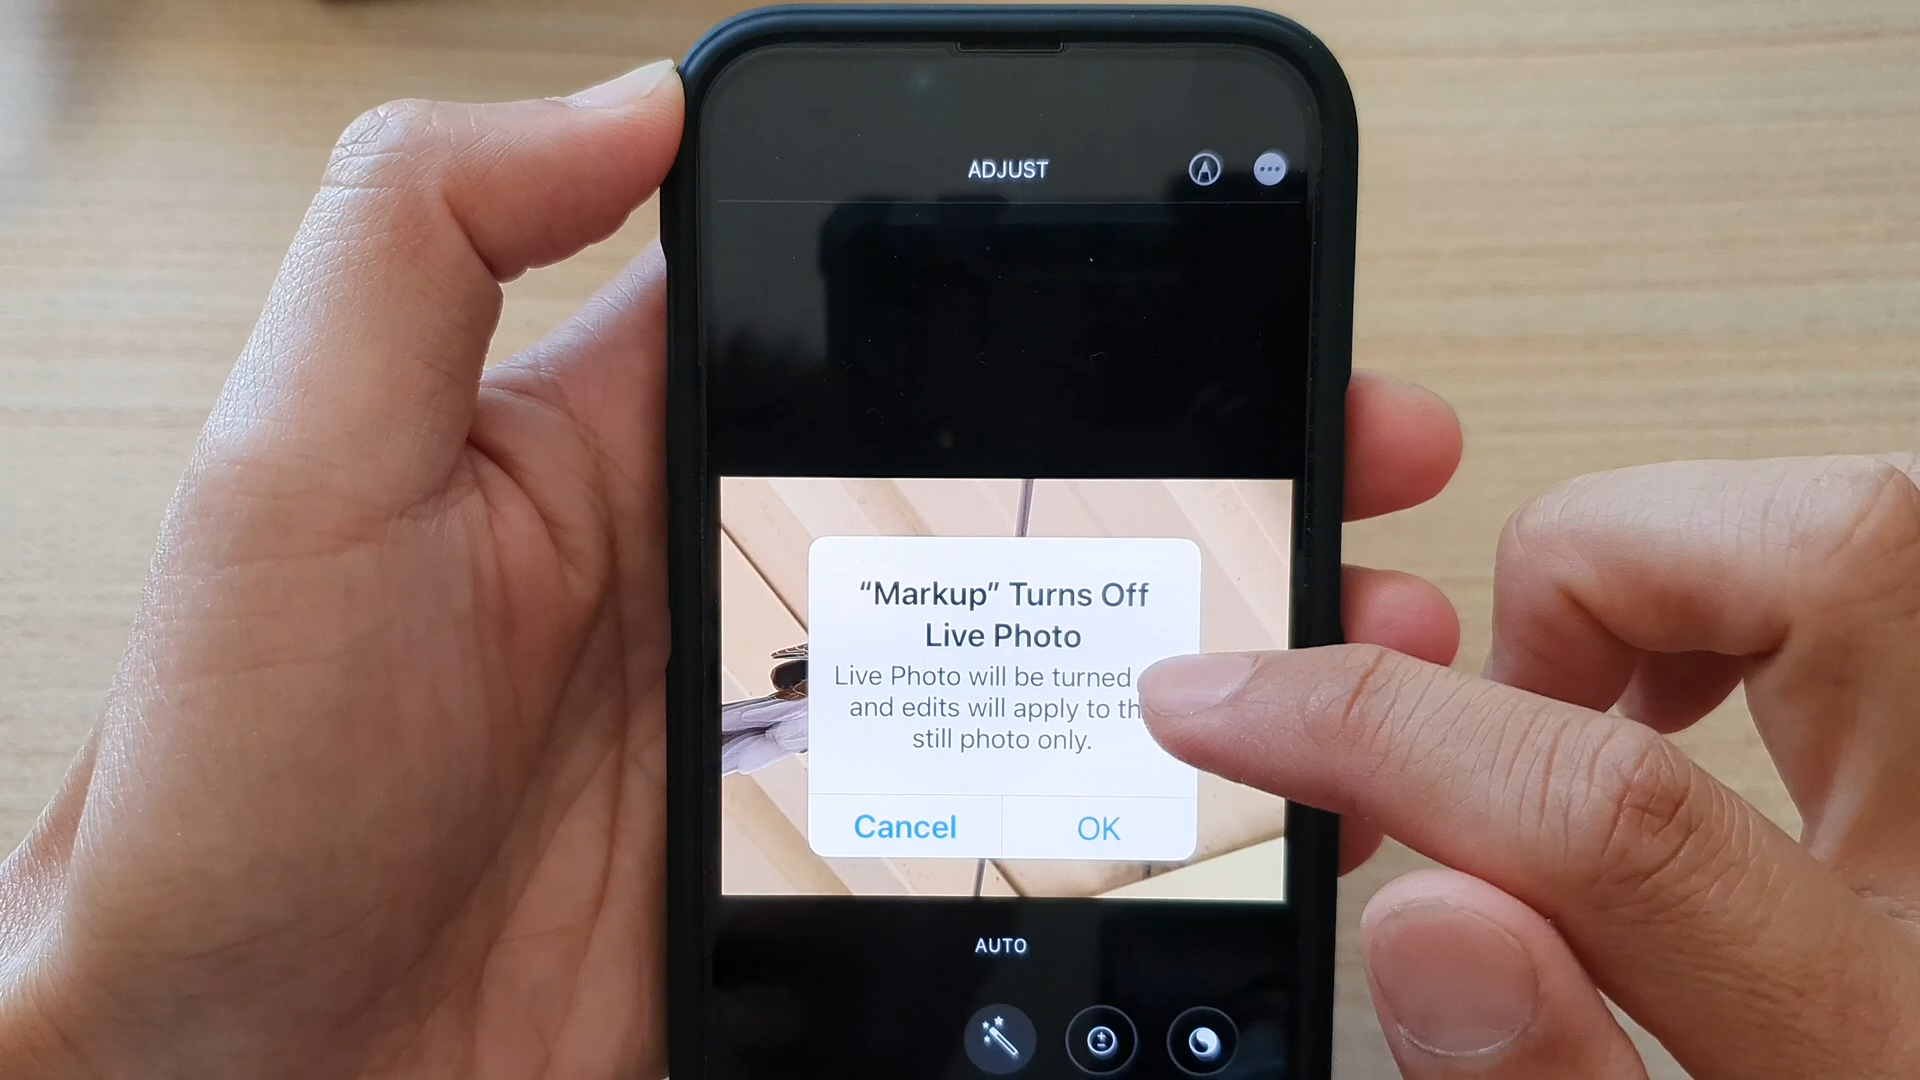 ADJUST
“Markup” Turns Off
Live Photo
Live Photo will be turned
and edits will apply to
still photo only.
Cancel
OK
AUTO